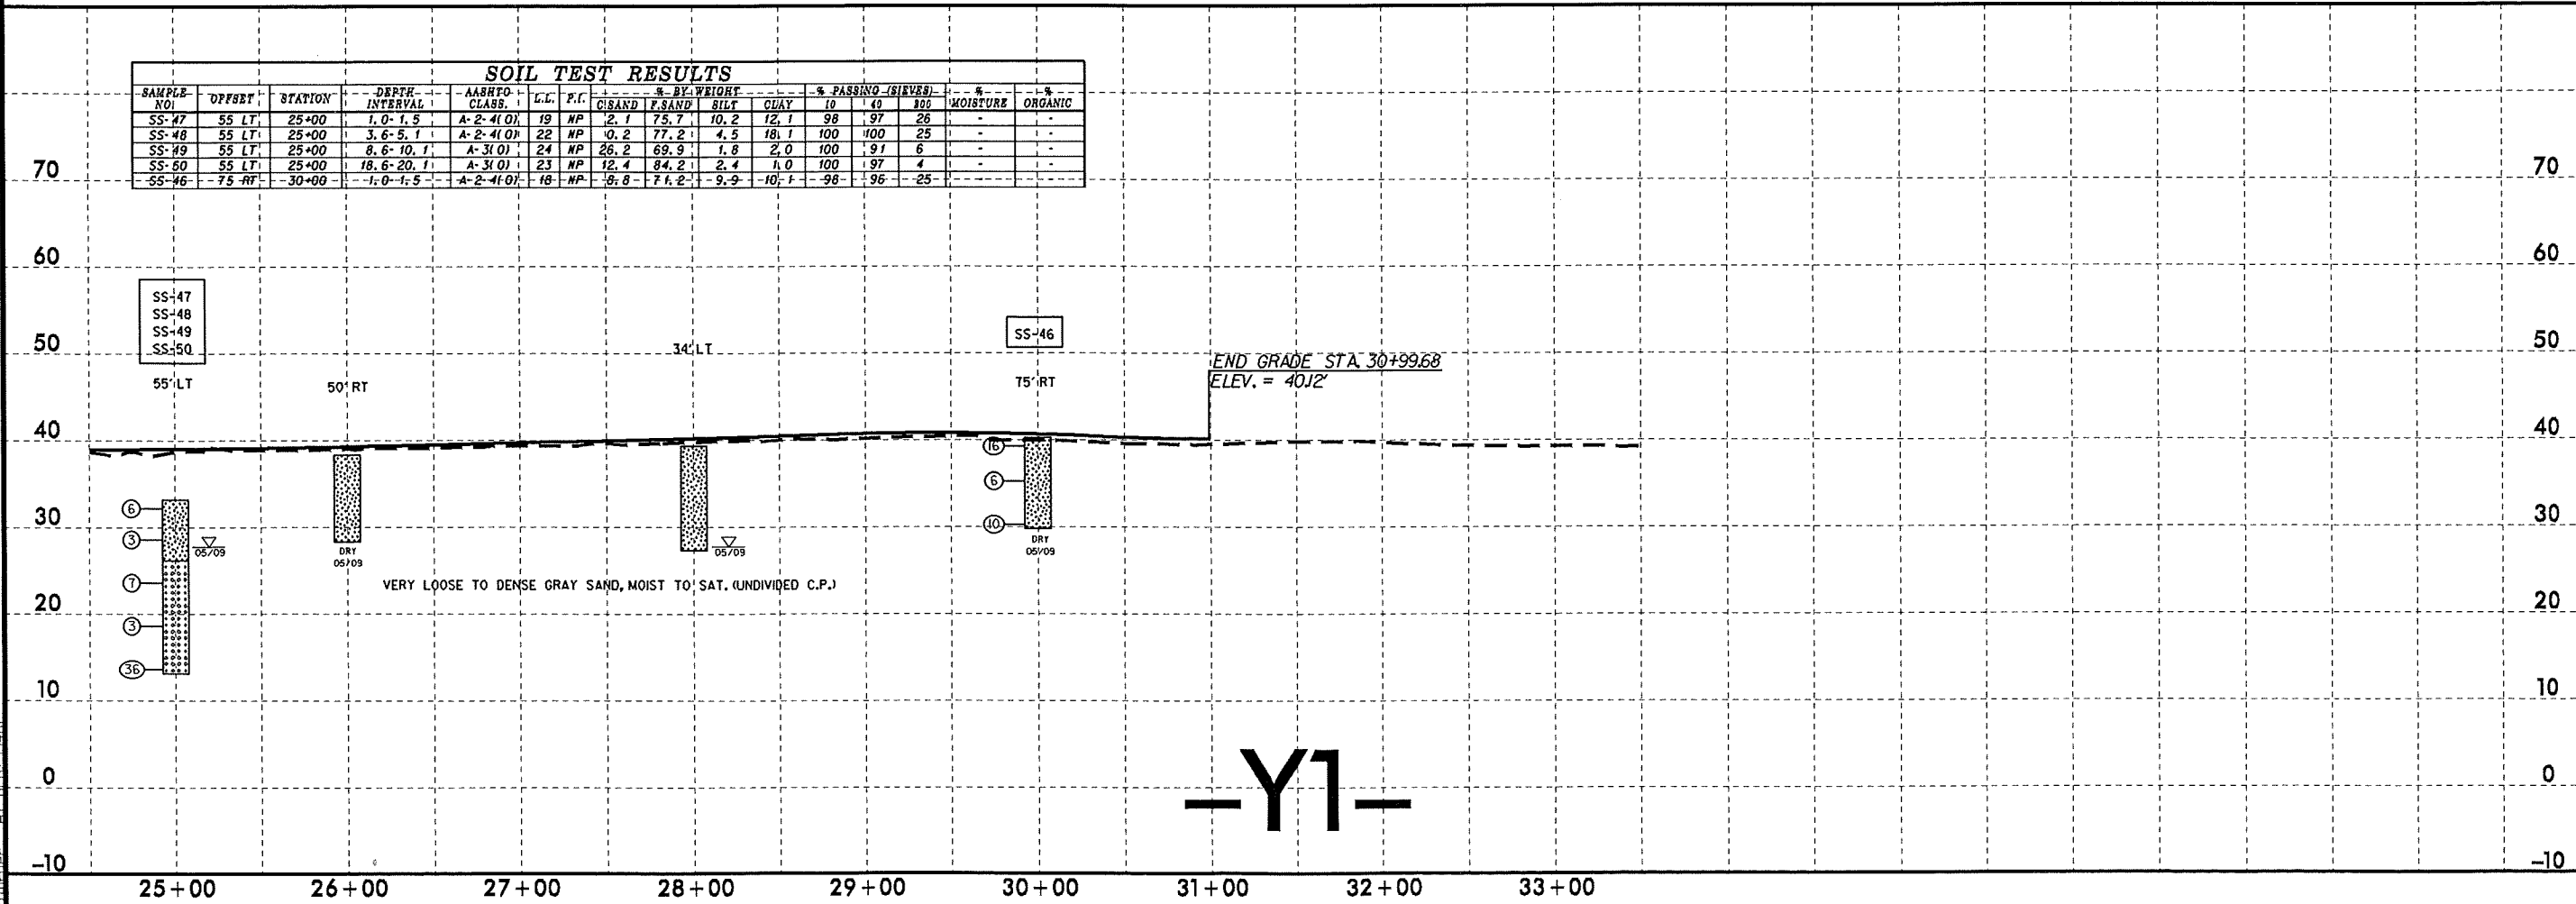 SOIL TEST RESULTS
SAMPLE NO. OFFSET STATION DEPTH INTERVAL AASHTO CLASS. L.L. P.I. % BY WEIGHT % PASSING (SIEVES) % MOISTURE % ORGANIC
C.SAND F.SAND SILT CLAY 10 40 200
SS-47 55 LT 25+00 1.0-1.5 A-2-4(0) 19 NP 2.1 75.7 10.2 12.1 98 97 26 - -
SS-48 55 LT 25+00 3.6-5.1 A-2-4(0) 22 NP 0.2 77.2 4.5 18.1 100 100 25 - -
SS-49 55 LT 25+00 8.6-10.1 A-3(0) 24 NP 26.2 69.9 1.8 2.0 100 91 6 - -
SS-50 55 LT 25+00 18.6-20.1 A-3(0) 23 NP 12.4 84.2 2.4 1.0 100 97 4 - -
SS-46 75 RT 30+00 1.0-1.5 A-2-4(0) 18 NP 8.8 71.2 9.9 10.1 98 96 25 - -
70 70
60 60
SS-47
SS-48
SS-49
SS-50
SS-46
50 34' LT 50
END GRADE STA. 30+99.68
ELEV. = 40.12'
55' LT 50' RT 75' RT
40 40
16
6
10
6
30 30
3
05/09
DRY
05/09
05/09
DRY
05/09
7
VERY LOOSE TO DENSE GRAY SAND, MOIST TO SAT. (UNDIVIDED C.P.)
20 20
3
36
10 10
-Y1-
0 0
-10 -10
25+00 26+00 27+00 28+00 29+00 30+00 31+00 32+00 33+00